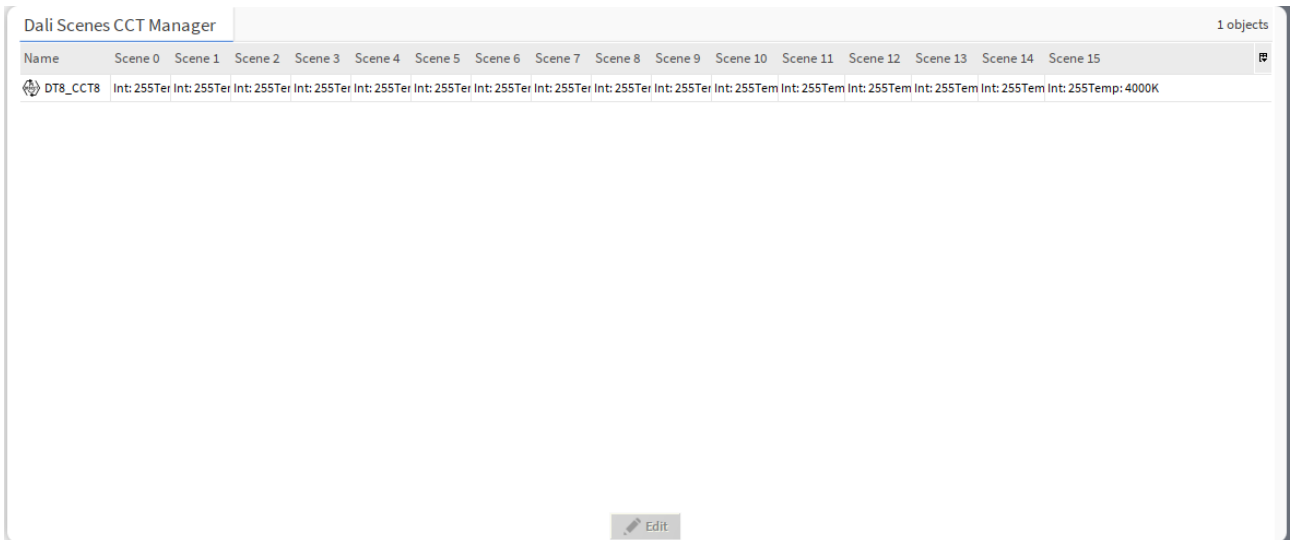 Dali Scenes CCT Manager 1 objects
Name Scene 0 Scene 1 Scene 2 Scene 3 Scene 4 Scene 5 Scene 6 Scene 7 Scene 8 Scene 9 Scene 10 Scene 11 Scene 12 Scene 13 Scene 14 Scene 15
DT8_CCT8 Int: 255Ter Int: 255Ter Int: 255Ter Int: 255Ter Int: 255Ter Int: 255Ter Int: 255Ter Int: 255Ter Int: 255Ter Int: 255Ter Int: 255Tem Int: 255Tem Int: 255Tem Int: 255Tem Int: 255Tem Int: 255Temp: 4000K
Edit